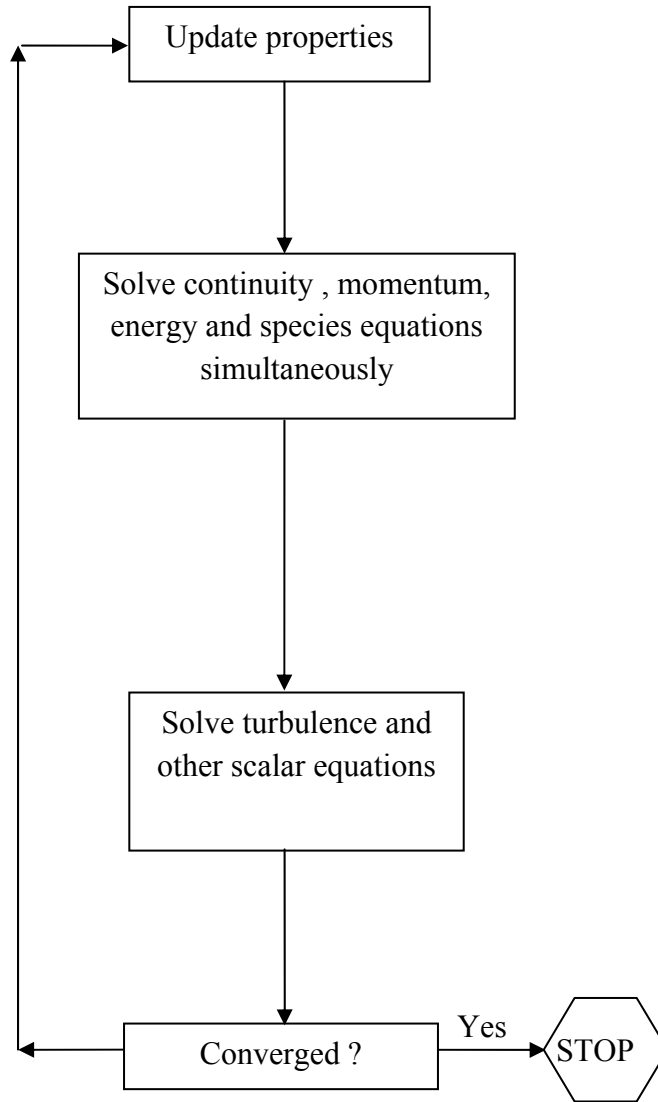 Update properties
Solve continuity , momentum,
energy and species equations
simultaneously
Solve turbulence and
other scalar equations
Converged ?
Yes
STOP